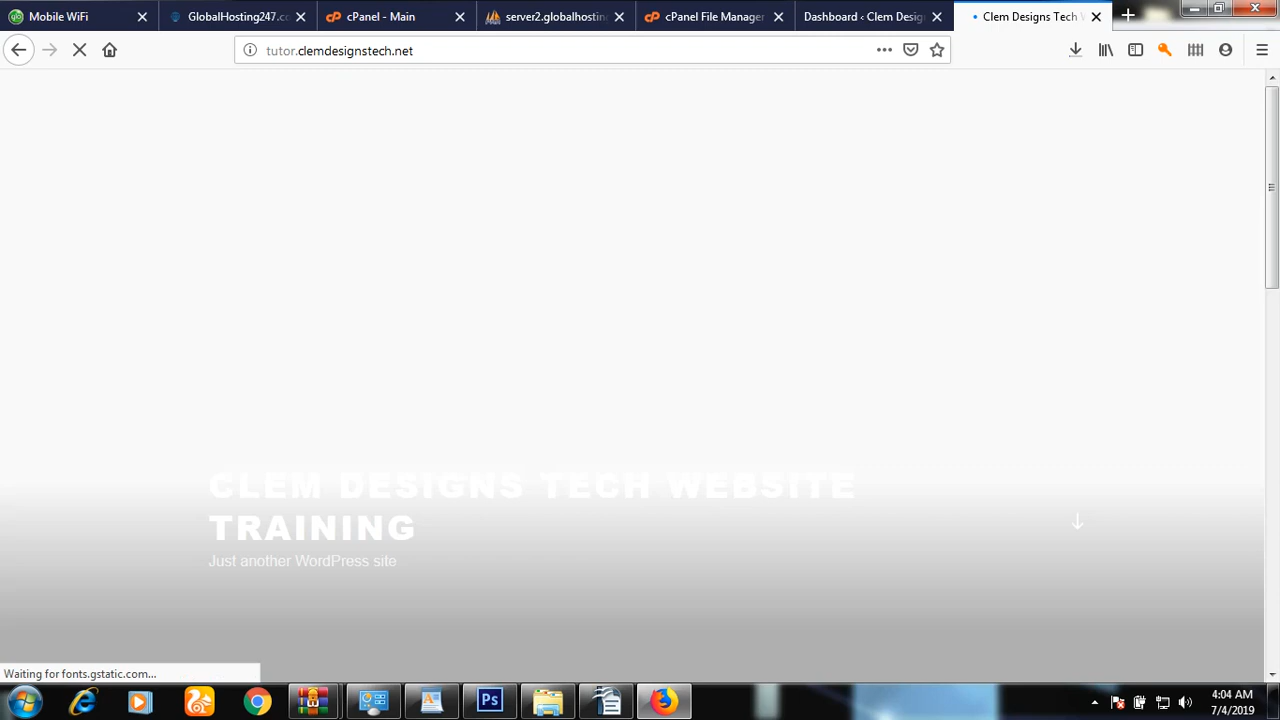 Mobile WiFi
GlobalHosting247.co
cPanel - Main
server2.globalhostin
cPanel File Manager
Dashboard ‹ Clem Desig
Clem Designs Tech W
tutor.clemdesignstech.net
CLEM DESIGNS TECH WEBSITE
TRAINING
Just another WordPress site
Waiting for fonts.gstatic.com...
Ps
4:04 AM
7/4/2019